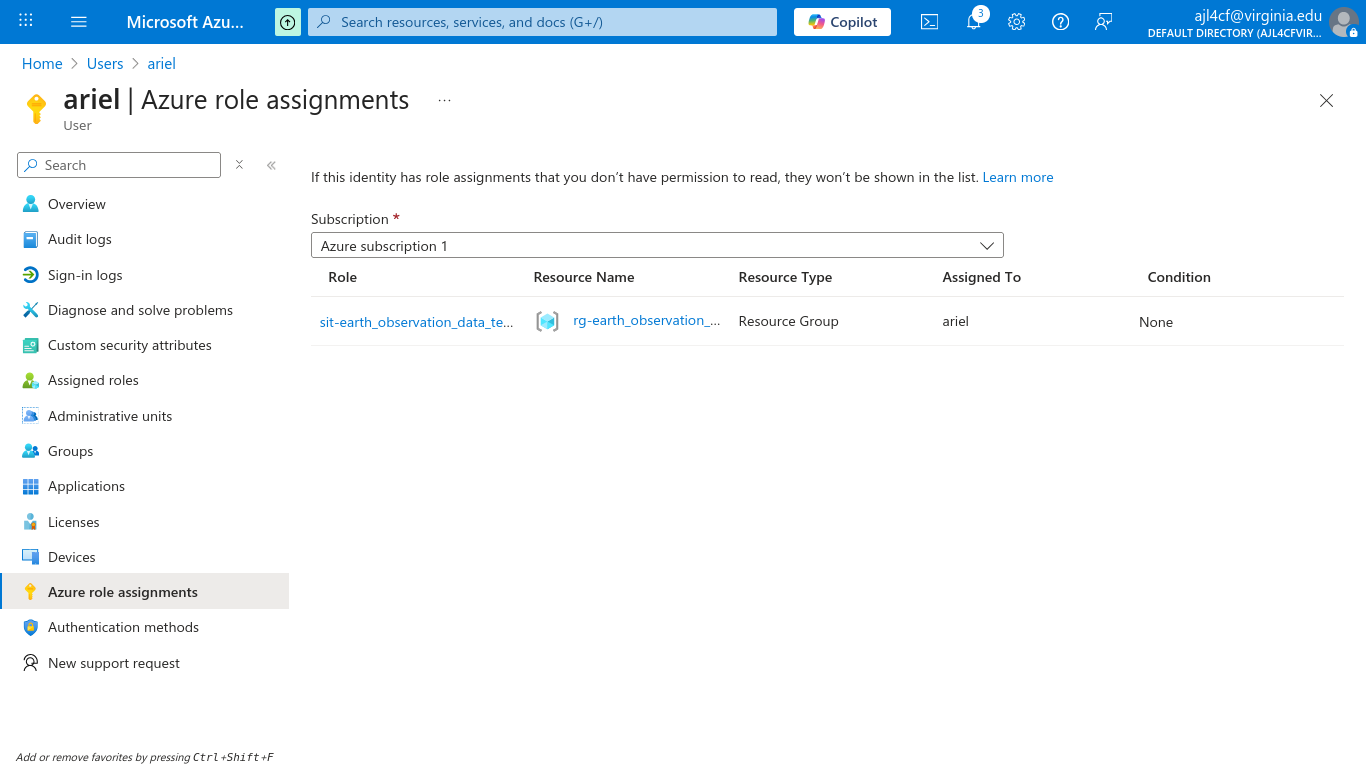 Microsoft Azu...
Search resources, services, and docs (G+/)
Copilot
3
ajl4cf@virginia.edu
DEFAULT DIRECTORY (AJL4CFVIR...
Home > Users > ariel
ariel | Azure role assignments ...
User
Search
Overview
Audit logs
Sign-in logs
Diagnose and solve problems
Custom security attributes
Assigned roles
Administrative units
Groups
Applications
Licenses
Devices
Azure role assignments
Authentication methods
New support request
Add or remove favorites by pressing Ctrl+Shift+F
If this identity has role assignments that you don't have permission to read, they won't be shown in the list. Learn more
Subscription *
Azure subscription 1
Role Resource Name Resource Type Assigned To Condition
sit-earth_observation_data_te... rg-earth_observation_... Resource Group ariel None